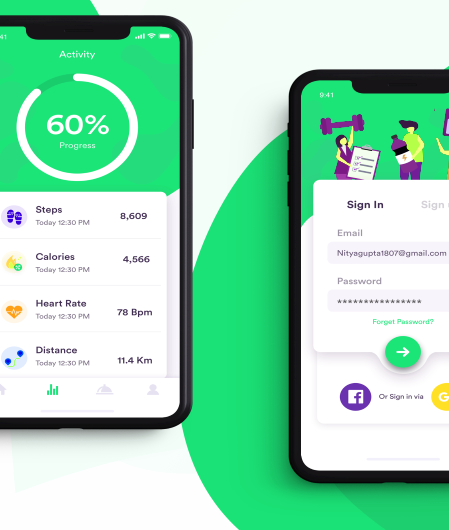 :41
Activity
60%
Progress
Steps
Today 12:30 PM
8,609
Calories
Today 12:30 PM
4,566
Heart Rate
Today 12:30 PM
78 Bpm
Distance
Today 12:30 PM
11.4 Km
9:41
Sign In
Sign
Email
Nityagupta1807@gmail.com
Password
****************
Forget Password?
Or Sign in via
G